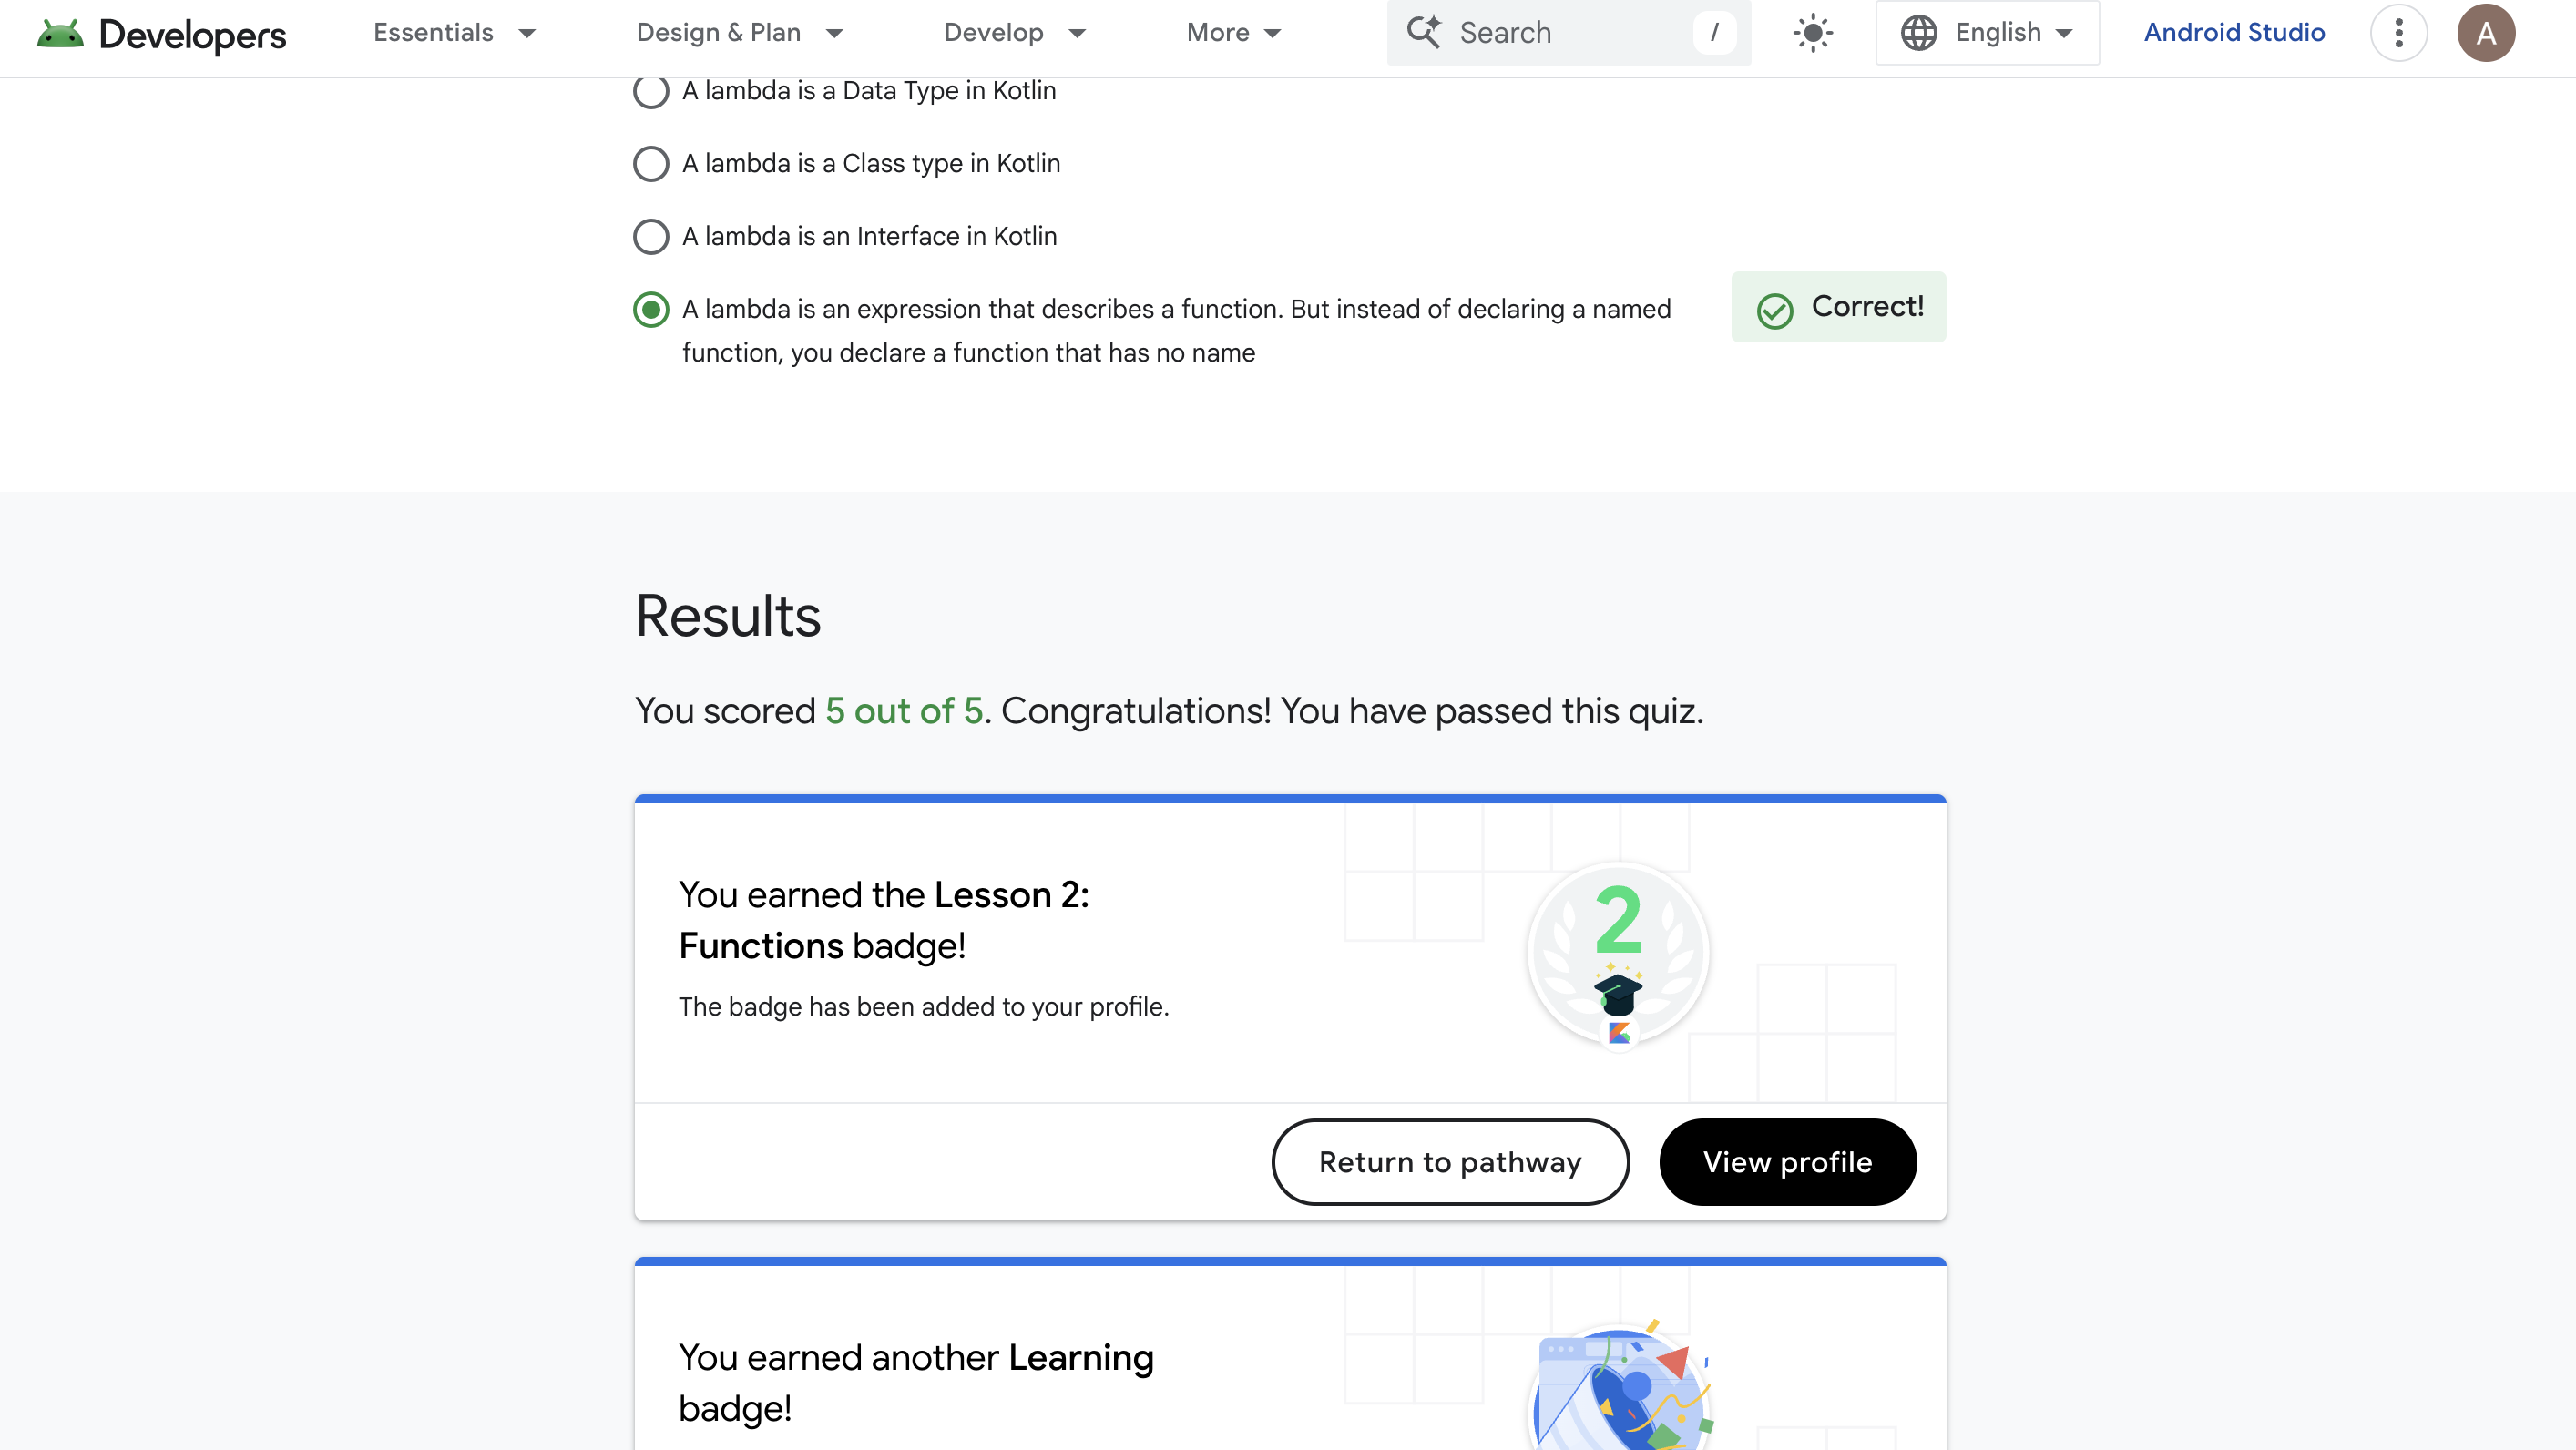 Developers Essentials Design & Plan Develop More Search / English Android Studio A
A lambda is a Data Type in Kotlin
A lambda is a Class type in Kotlin
A lambda is an Interface in Kotlin
A lambda is an expression that describes a function. But instead of declaring a named
function, you declare a function that has no name
Correct!
Results
You scored 5 out of 5. Congratulations! You have passed this quiz.
You earned the Lesson 2:
Functions badge!
The badge has been added to your profile.
2
Return to pathway View profile
You earned another Learning
badge!